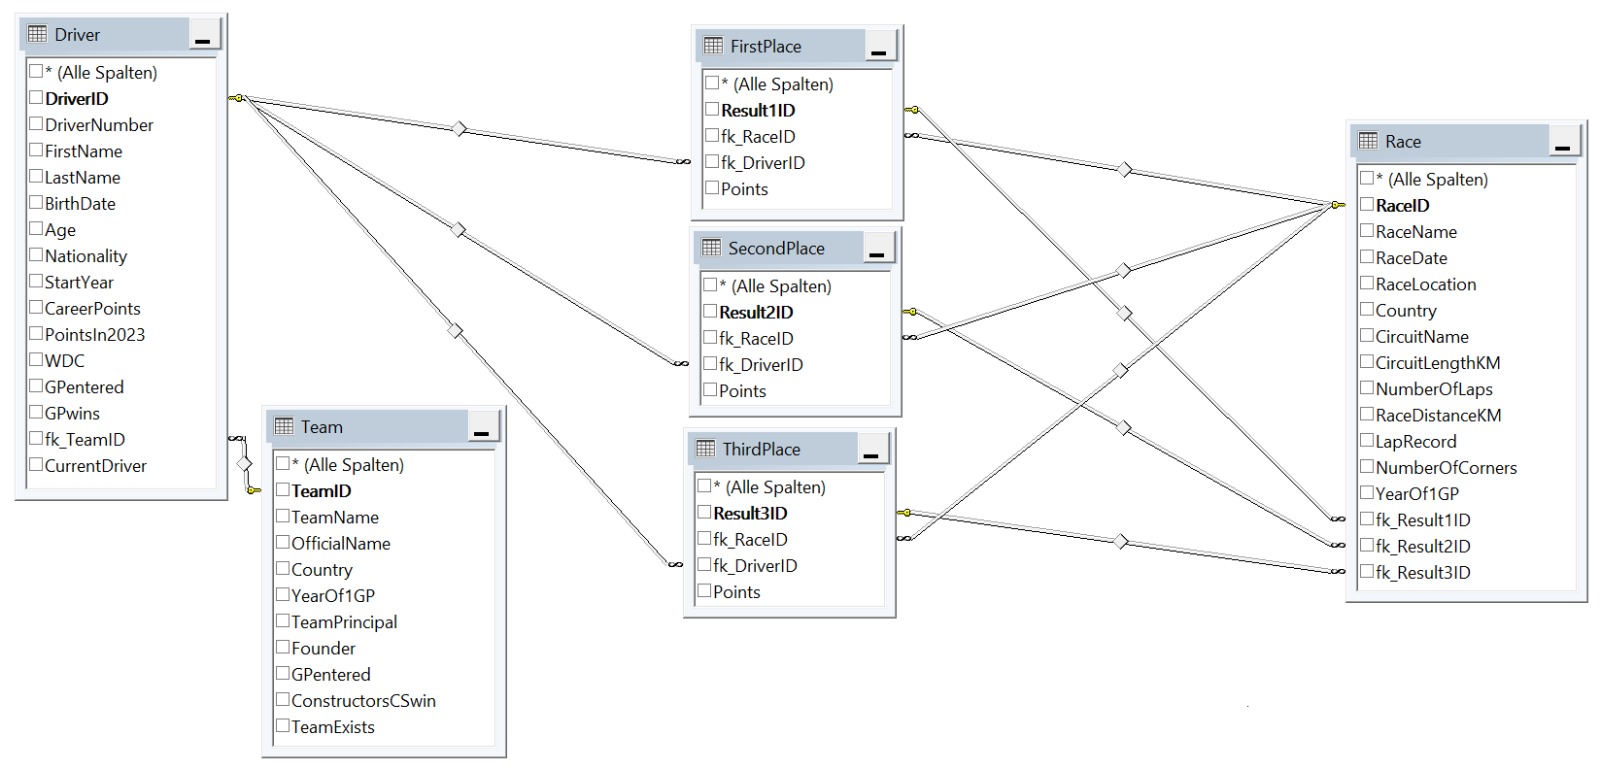 Driver
* (Alle Spalten)
DriverID
DriverNumber
FirstName
LastName
BirthDate
Age
Nationality
StartYear
CareerPoints
PointsIn2023
WDC
GPentered
GPwins
fk_TeamID
CurrentDriver
Team
* (Alle Spalten)
TeamID
TeamName
OfficialName
Country
YearOf1GP
TeamPrincipal
Founder
GPentered
ConstructorsCSwin
TeamExists
FirstPlace
* (Alle Spalten)
Result1ID
fk_RaceID
fk_DriverID
Points
SecondPlace
* (Alle Spalten)
Result2ID
fk_RaceID
fk_DriverID
Points
ThirdPlace
* (Alle Spalten)
Result3ID
fk_RaceID
fk_DriverID
Points
Race
* (Alle Spalten)
RaceID
RaceName
RaceDate
RaceLocation
Country
CircuitName
CircuitLengthKM
NumberOfLaps
RaceDistanceKM
LapRecord
NumberOfCorners
YearOf1GP
fk_Result1ID
fk_Result2ID
fk_Result3ID